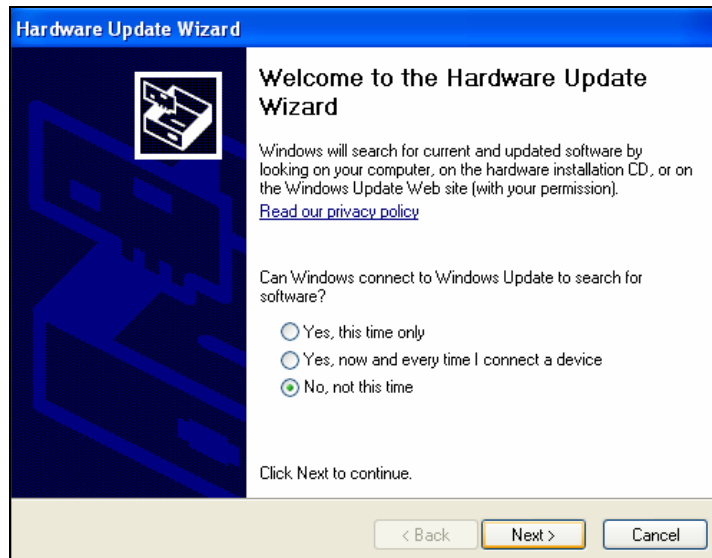 Hardware Update Wizard
Welcome to the Hardware Update
Wizard
Windows will search for current and updated software by
looking on your computer, on the hardware installation CD, or on
the Windows Update Web site (with your permission).
Read our privacy policy
Can Windows connect to Windows Update to search for
software?
Yes, this time only
Yes, now and every time I connect a device
No, not this time
Click Next to continue.
< Back
Next >
Cancel